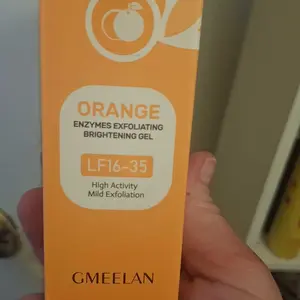 ORANGE
ENZYMES EXFOLIATING
BRIGHTENING GEL
LF16-35
High Activity
Mild Exfoliation
GMEELAN